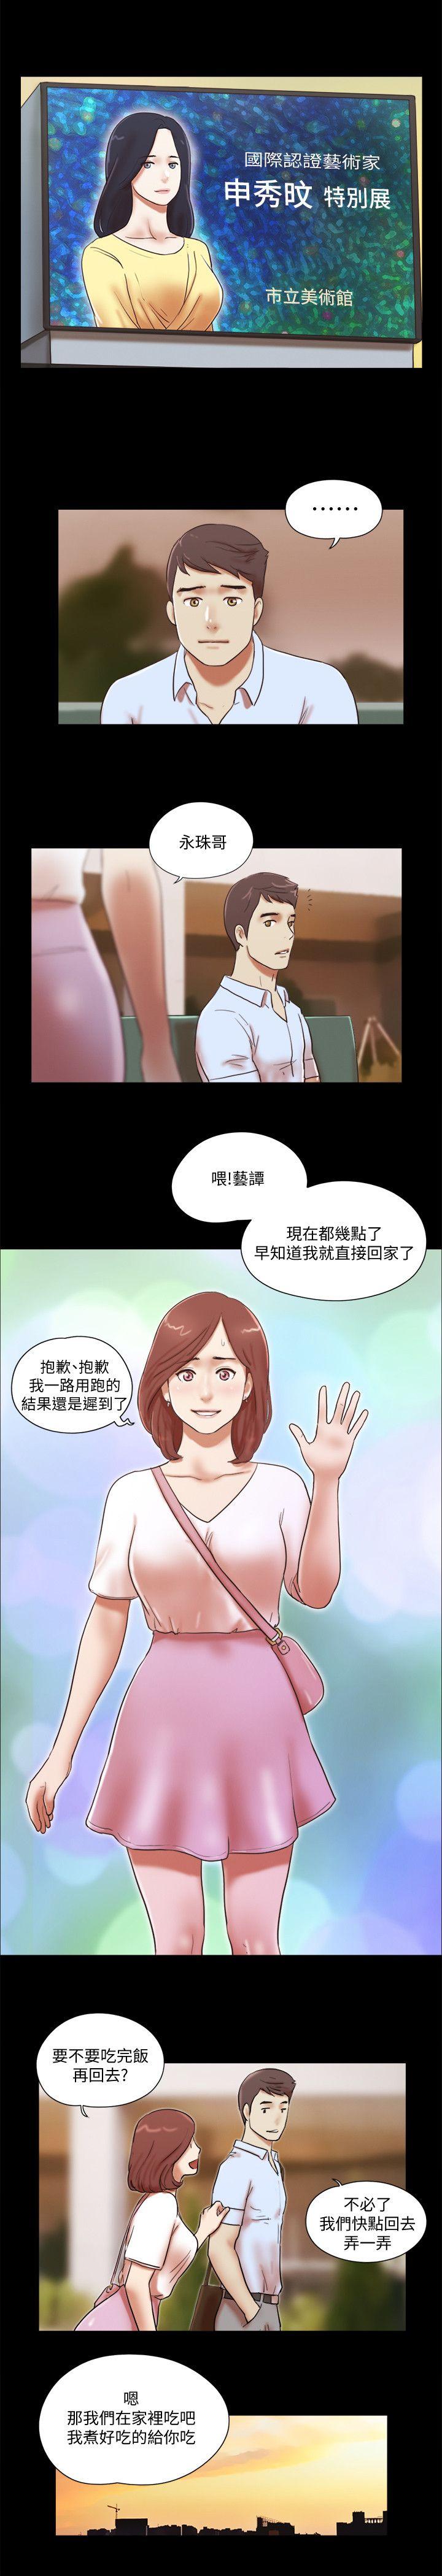 國際認證藝術家
申秀旼 特別展
市立美術館
……
永珠哥
喂!藝譚
現在都幾點了
早知道我就直接回家了
抱歉、抱歉
我一路用跑的
結果還是遲到了
要不要吃完飯
再回去?
不必了
我們快點回去
弄一弄
嗯
那我們在家裡吃吧
我煮好吃的給你吃